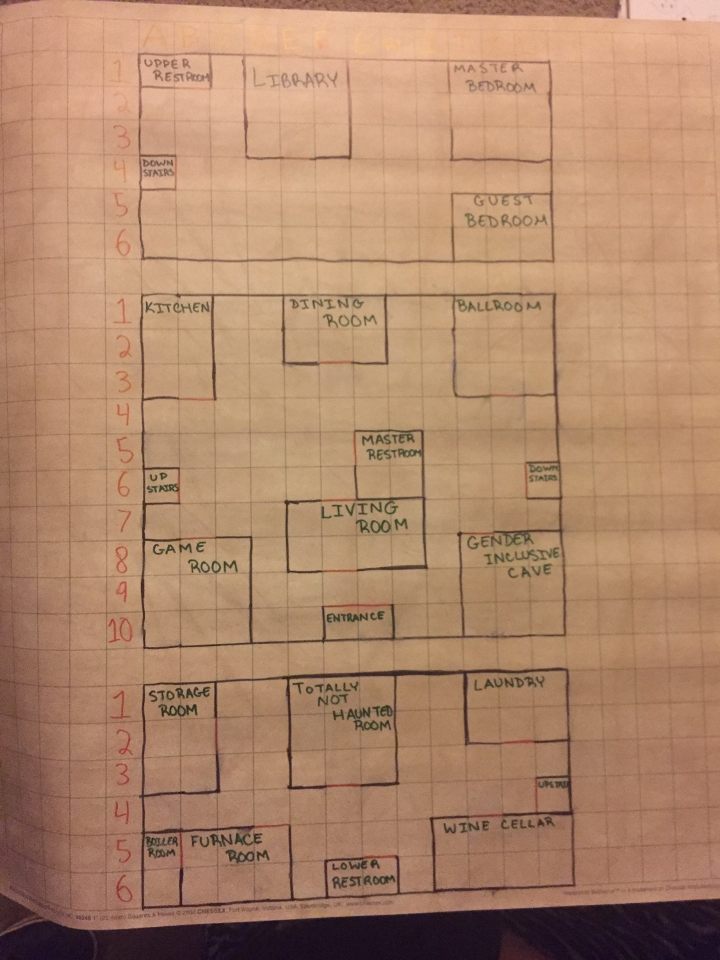 A B C D E F G H I J K L
1
UPPER
RESTROOM
LIBRARY
MASTER
BEDROOM
2
3
4
DOWN
STAIRS
5
GUEST
BEDROOM
6
1
KITCHEN
DINING
ROOM
BALLROOM
2
3
4
5
MASTER
RESTROOM
6
UP
STAIRS
DOWN
STAIRS
7
LIVING
ROOM
8
GAME
ROOM
GENDER
INCLUSIVE
CAVE
9
10
ENTRANCE
1
STORAGE
ROOM
TOTALLY
NOT
HAUNTED
ROOM
LAUNDRY
2
3
4
5
BOILER
ROOM
FURNACE
ROOM
WINE CELLAR
6
LOWER
RESTROOM